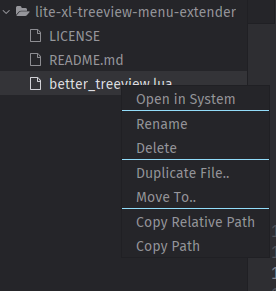 lite-xl-treeview-menu-extender
LICENSE
README.md
better_treeview.lua
Open in System
Rename
Delete
Duplicate File..
Move To..
Copy Relative Path
Copy Path